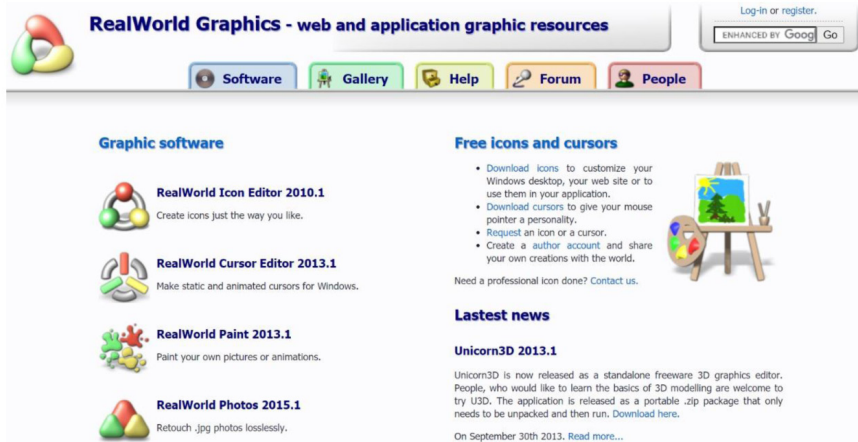 RealWorld Graphics - web and application graphic resources
Log-in or register.
ENHANCED BY Goog Go
Software
Gallery
Help
Forum
People
Graphic software
RealWorld Icon Editor 2010.1
Create icons just the way you like.
RealWorld Cursor Editor 2013.1
Make static and animated cursors for Windows.
RealWorld Paint 2013.1
Paint your own pictures or animations.
RealWorld Photos 2015.1
Retouch .jpg photos losslessly.
Free icons and cursors
• Download icons to customize your
Windows desktop, your web site or to
use them in your application.
• Download cursors to give your mouse
pointer a personality.
• Request an icon or a cursor.
• Create a author account and share
your own creations with the world.
Need a professional icon done? Contact us.
Lastest news
Unicorn3D 2013.1
Unicorn3D is now released as a standalone freeware 3D graphics editor.
People, who would like to learn the basics of 3D modelling are welcome to
try U3D. The application is released as a portable .zip package that only
needs to be unpacked and then run. Download here.
On September 30th 2013. Read more...